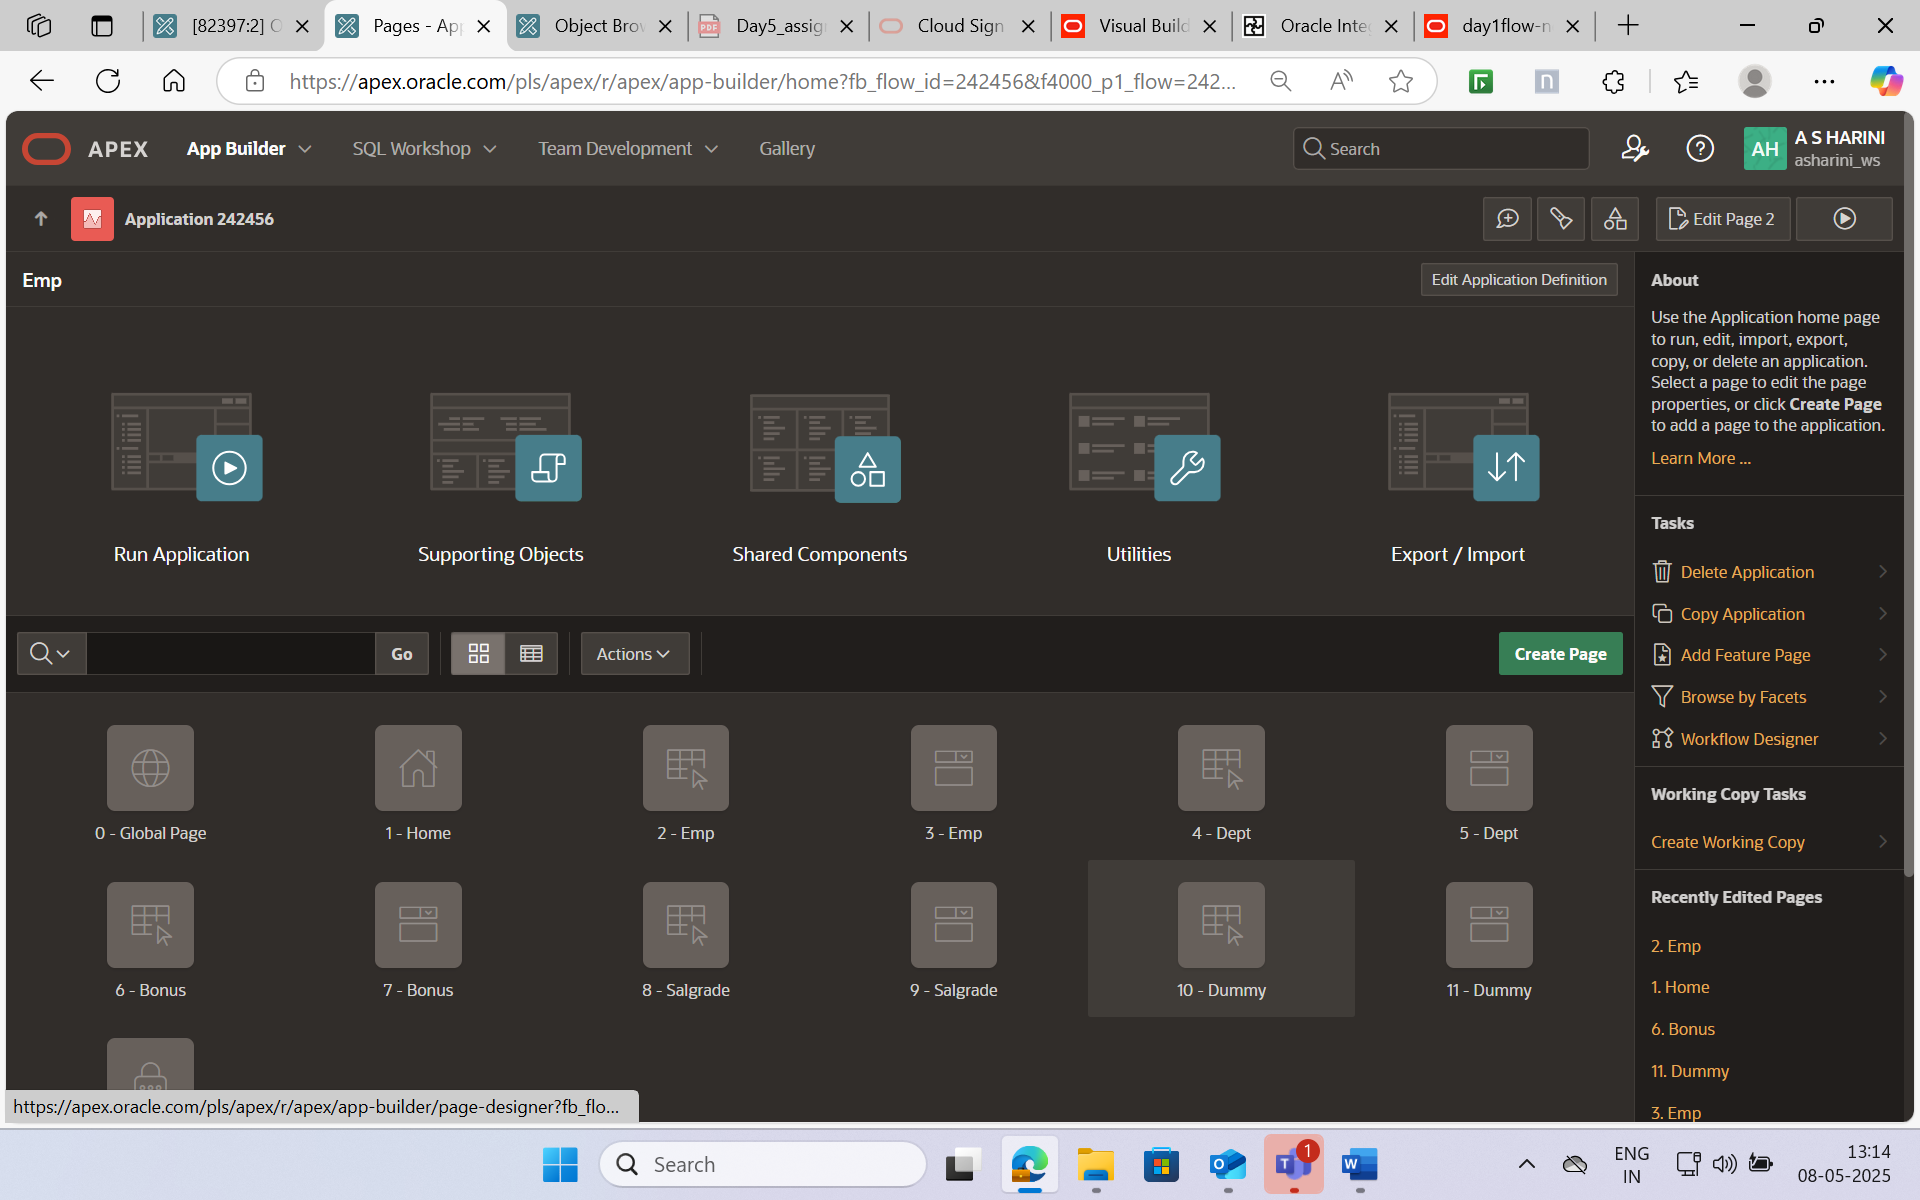 [82397:2] O
Pages - App
Object Brow
Day5_assig
Cloud Sign
Visual Build
Oracle Integ
day1flow-n
https://apex.oracle.com/pls/apex/r/apex/app-builder/home?fb_flow_id=242456&f4000_p1_flow=242...
APEX
App Builder
SQL Workshop
Team Development
Gallery
Search
AH
A S HARINI
asharini_ws
Application 242456
Edit Page 2
Emp
Edit Application Definition
Run Application
Supporting Objects
Shared Components
Utilities
Export / Import
Go
Actions
Create Page
0 - Global Page
1 - Home
2 - Emp
3 - Emp
4 - Dept
5 - Dept
6 - Bonus
7 - Bonus
8 - Salgrade
9 - Salgrade
10 - Dummy
11 - Dummy
About
Use the Application home page
to run, edit, import, export,
copy, or delete an application.
Select a page to edit the page
properties, or click Create Page
to add a page to the application.
Learn More ...
Tasks
Delete Application
Copy Application
Add Feature Page
Browse by Facets
Workflow Designer
Working Copy Tasks
Create Working Copy
Recently Edited Pages
2. Emp
1. Home
6. Bonus
11. Dummy
3. Emp
https://apex.oracle.com/pls/apex/r/apex/app-builder/page-designer?fb_flo...
Search
1
ENG
IN
13:14
08-05-2025